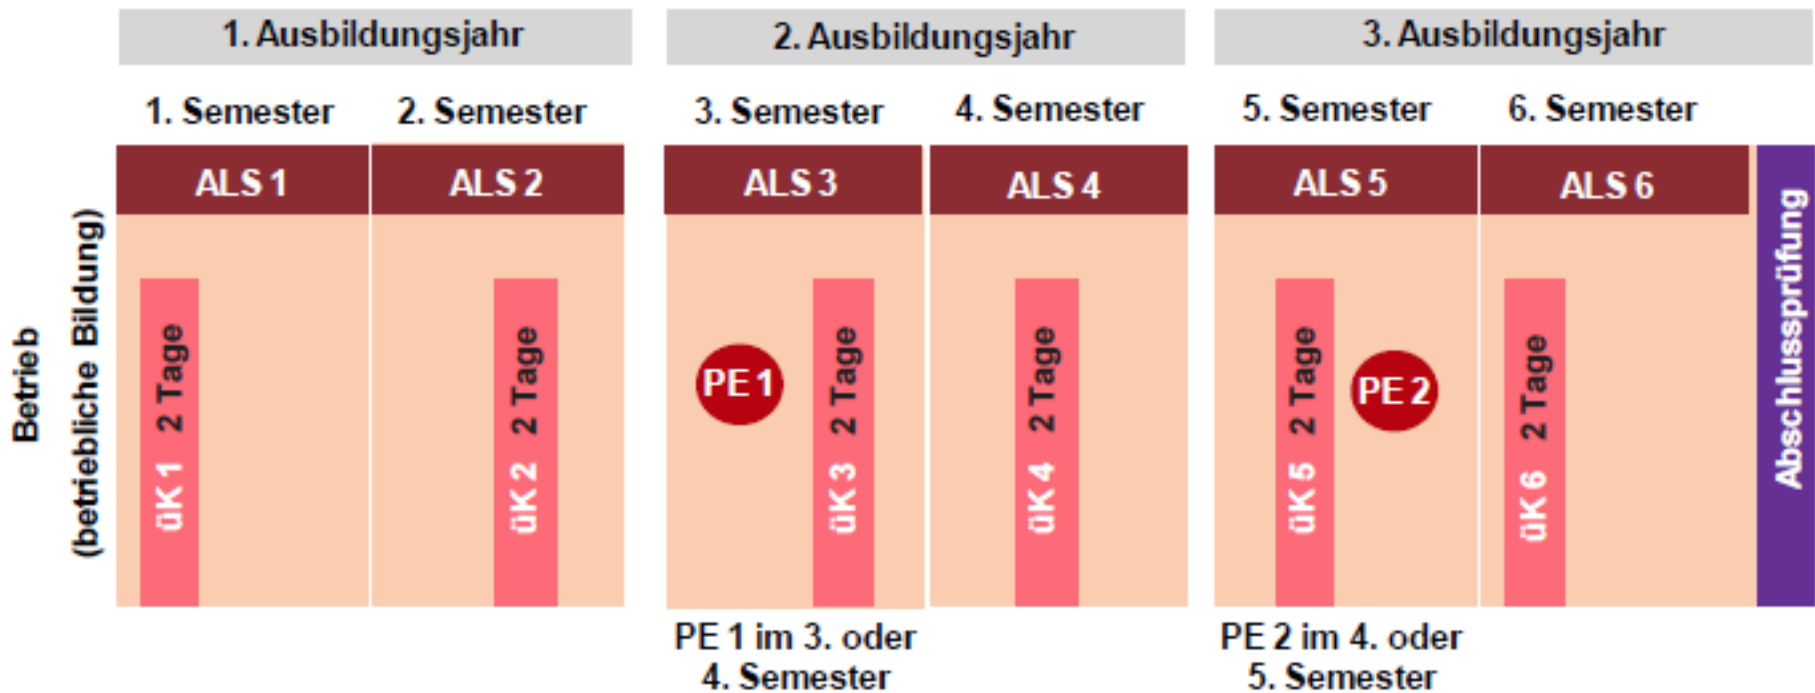 1. Ausbildungsjahr
2. Ausbildungsjahr
3. Ausbildungsjahr
1. Semester
2. Semester
3. Semester
4. Semester
5. Semester
6. Semester
Betrieb
(betriebliche Bildung)
ALS 1
ALS 2
ALS 3
ALS 4
ALS 5
ALS 6
üK 1 2 Tage
üK 2 2 Tage
PE 1
üK 3 2 Tage
üK 4 2 Tage
üK 5 2 Tage
PE 2
üK 6 2 Tage
Abschlussprüfung
PE 1 im 3. oder
4. Semester
PE 2 im 4. oder
5. Semester